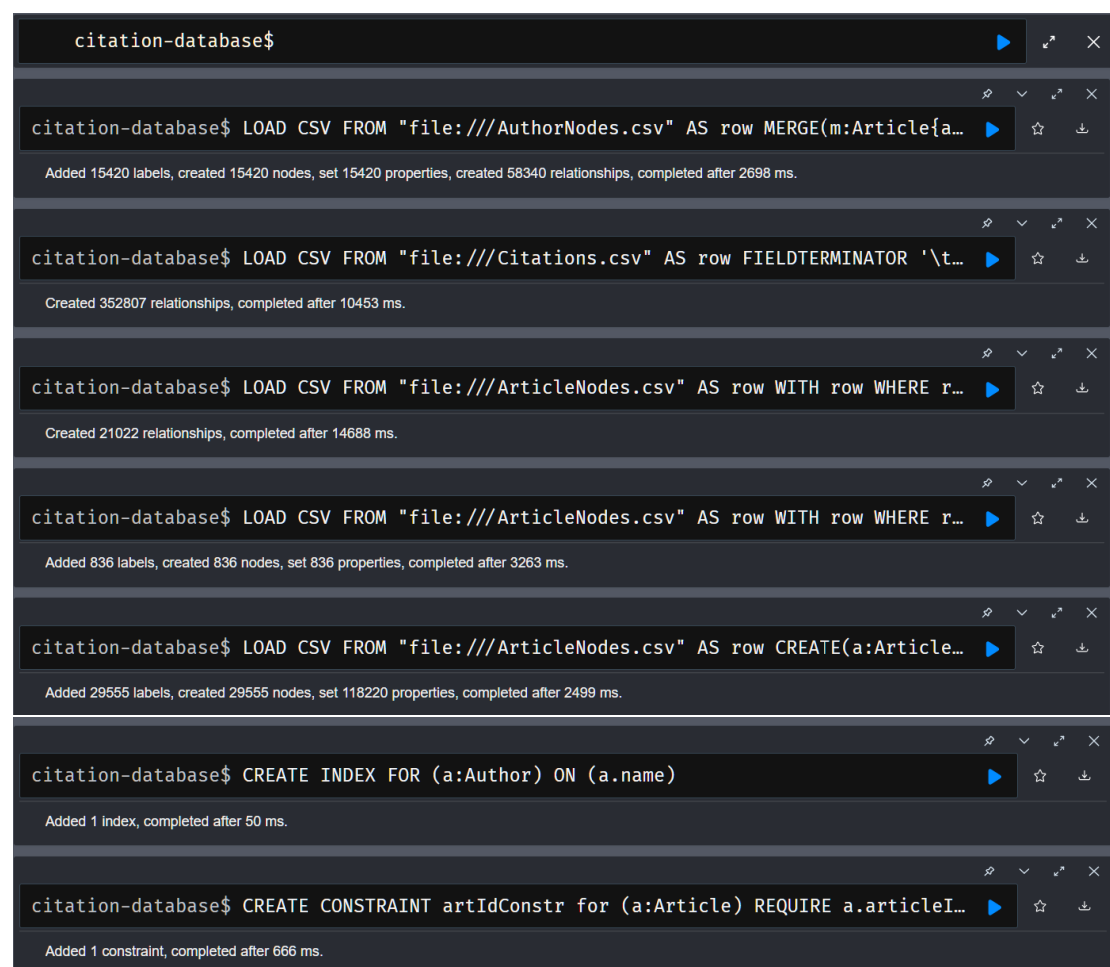 citation-database$
citation-database$ LOAD CSV FROM "file:///AuthorNodes.csv" AS row MERGE(m:Article{a…
Added 15420 labels, created 15420 nodes, set 15420 properties, created 58340 relationships, completed after 2698 ms.
citation-database$ LOAD CSV FROM "file:///Citations.csv" AS row FIELDTERMINATOR '\t…
Created 352807 relationships, completed after 10453 ms.
citation-database$ LOAD CSV FROM "file:///ArticleNodes.csv" AS row WITH row WHERE r…
Created 21022 relationships, completed after 14688 ms.
citation-database$ LOAD CSV FROM "file:///ArticleNodes.csv" AS row WITH row WHERE r…
Added 836 labels, created 836 nodes, set 836 properties, completed after 3263 ms.
citation-database$ LOAD CSV FROM "file:///ArticleNodes.csv" AS row CREATE(a:Article…
Added 29555 labels, created 29555 nodes, set 118220 properties, completed after 2499 ms.
citation-database$ CREATE INDEX FOR (a:Author) ON (a.name)
Added 1 index, completed after 50 ms.
citation-database$ CREATE CONSTRAINT artIdConstr for (a:Article) REQUIRE a.articleI…
Added 1 constraint, completed after 666 ms.